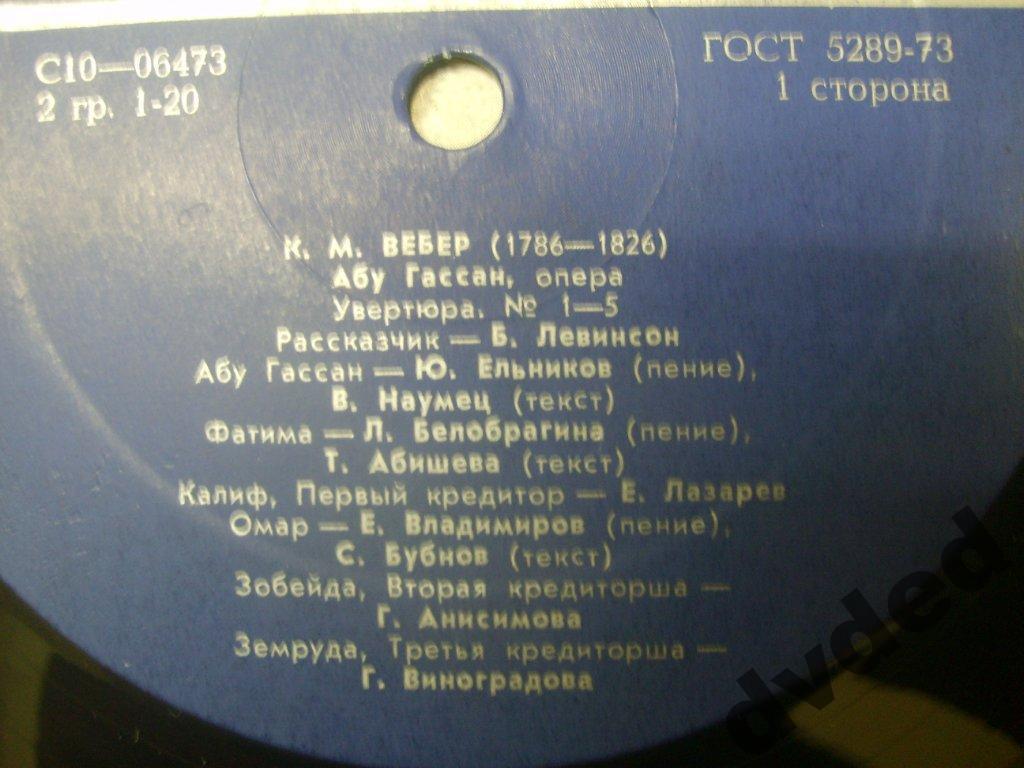 С10—06473
2 гр. 1-20
ГОСТ 5289-73
1 сторона
К. М. ВЕБЕР (1786—1826)
Абу Гассан, опера
Увертюра. № 1—5
Рассказчик — Б. Левинсон
Абу Гассан — Ю. Ельников (пение),
В. Наумец (текст)
Фатима — Л. Белобрагина (пение),
Т. Абишева (текст)
Калиф, Первый кредитор — Е. Лазарев
Омар — Е. Владимиров (пение),
С. Бубнов (текст)
Зобейда, Вторая кредиторша —
Г. Анисимова
Земруда, Третья кредиторша —
Г. Виноградова
dvded